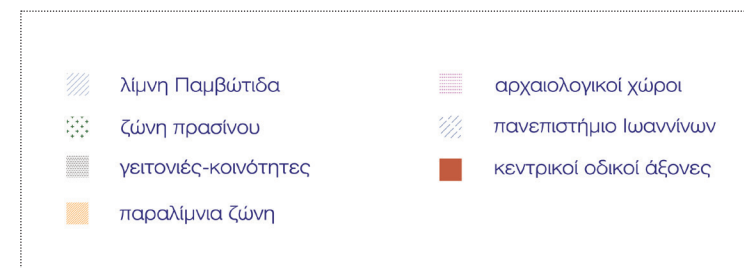 λίμνη Παμβώτιδα
ζώνη πρασίνου
γειτονιές-κοινότητες
παραλίμνια ζώνη
αρχαιολογικοί χώροι
πανεπιστήμιο Ιωαννίνων
κεντρικοί οδικοί άξονες